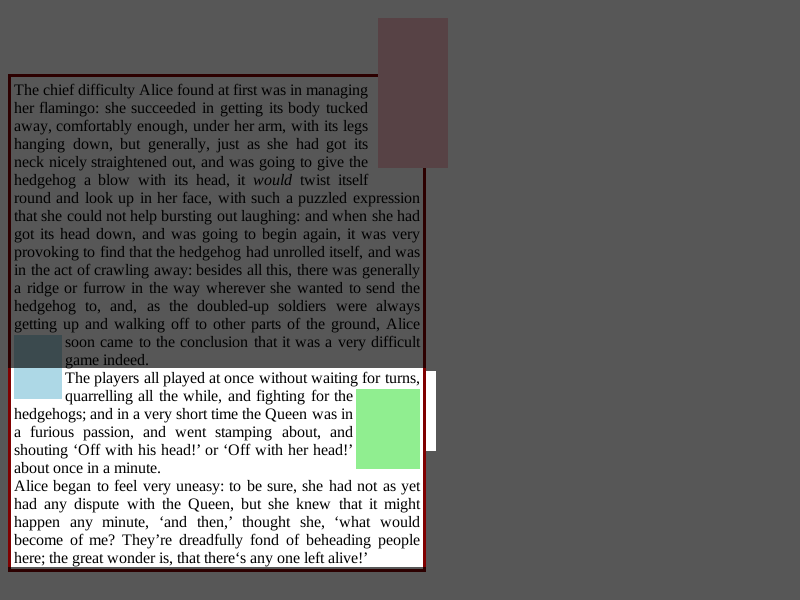 The chief difficulty Alice found at first was in managing
her flamingo: she succeeded in getting its body tucked
away, comfortably enough, under her arm, with its legs
hanging down, but generally, just as she had got its
neck nicely straightened out, and was going to give the
hedgehog a blow with its head, it would twist itself
round and look up in her face, with such a puzzled expression
that she could not help bursting out laughing: and when she had
got its head down, and was going to begin again, it was very
provoking to find that the hedgehog had unrolled itself, and was
in the act of crawling away: besides all this, there was generally
a ridge or furrow in the way wherever she wanted to send the
hedgehog to, and, as the doubled-up soldiers were always
getting up and walking off to other parts of the ground, Alice
soon came to the conclusion that it was a very difficult
game indeed.
The players all played at once without waiting for turns,
quarrelling all the while, and fighting for the
hedgehogs; and in a very short time the Queen was in
a furious passion, and went stamping about, and
shouting ‘Off with his head!’ or ‘Off with her head!’
about once in a minute.
Alice began to feel very uneasy: to be sure, she had not as yet
had any dispute with the Queen, but she knew that it might
happen any minute, ‘and then,’ thought she, ‘what would
become of me? They’re dreadfully fond of beheading people
here; the great wonder is, that there‘s any one left alive!’